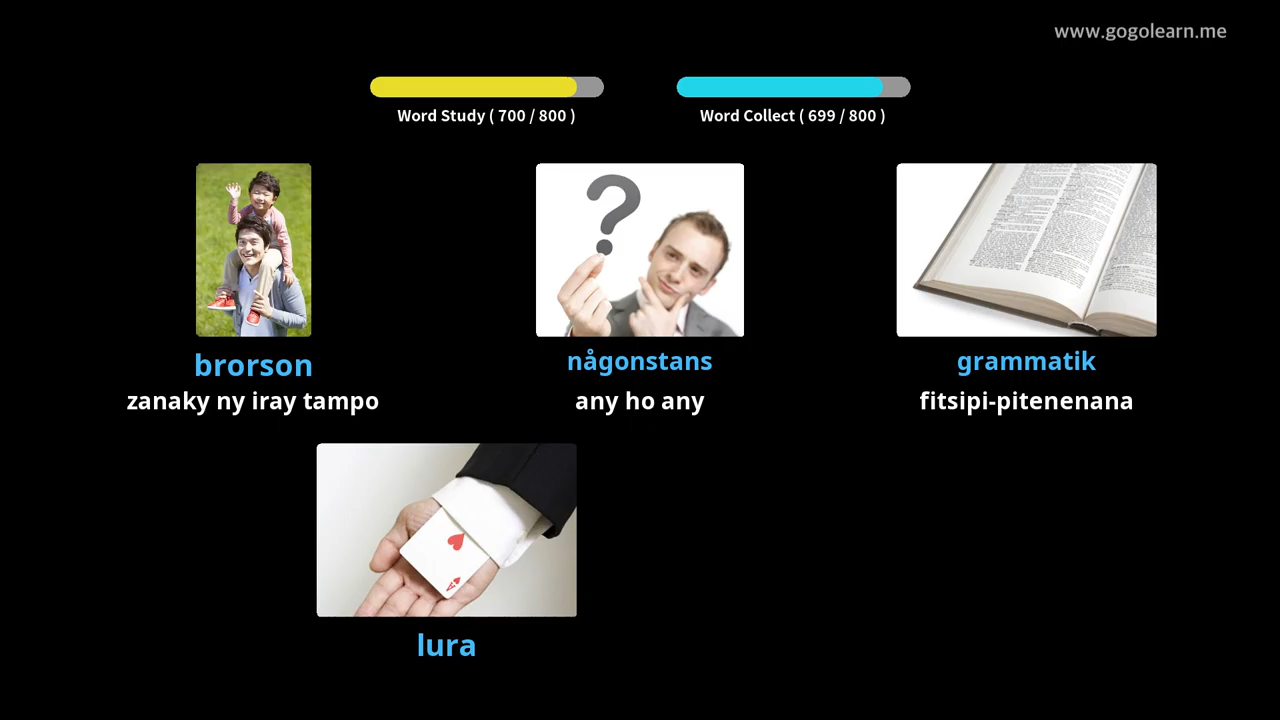 www.gogolearn.me
Word Study ( 700 / 800 )
Word Collect ( 699 / 800 )
brorson
någonstans
grammatik
zanaky ny iray tampo
any ho any
fitsipi-pitenenana
lura